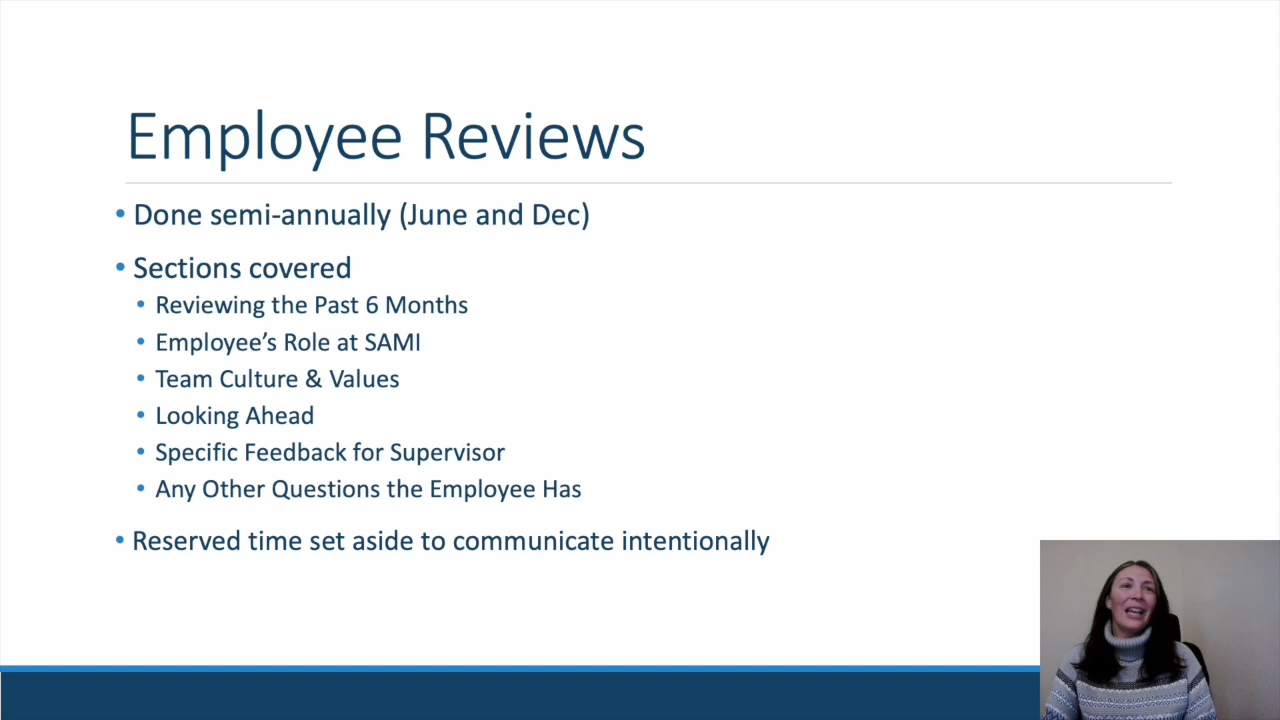 Employee Reviews
• Done semi-annually (June and Dec)
• Sections covered
• Reviewing the Past 6 Months
• Employee’s Role at SAMI
• Team Culture & Values
• Looking Ahead
• Specific Feedback for Supervisor
• Any Other Questions the Employee Has
• Reserved time set aside to communicate intentionally